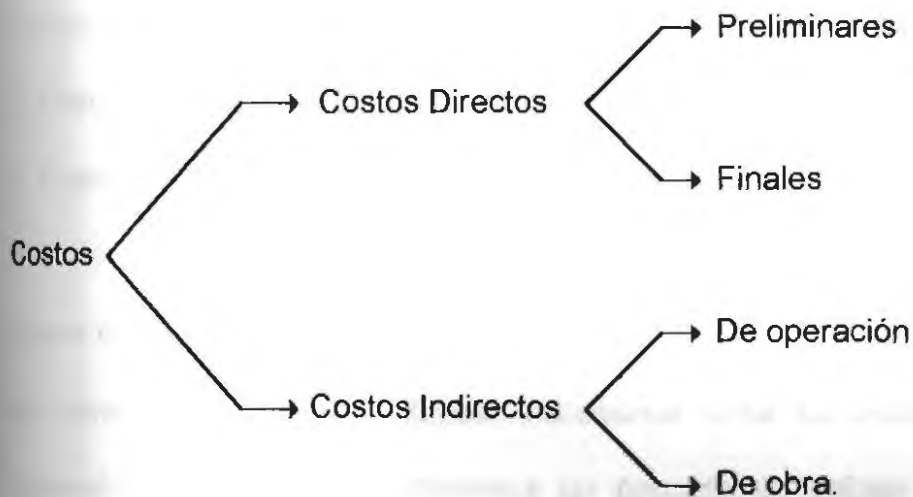 Preliminares
Costos Directos
Finales
Costos
De operación
Costos Indirectos
De obra.